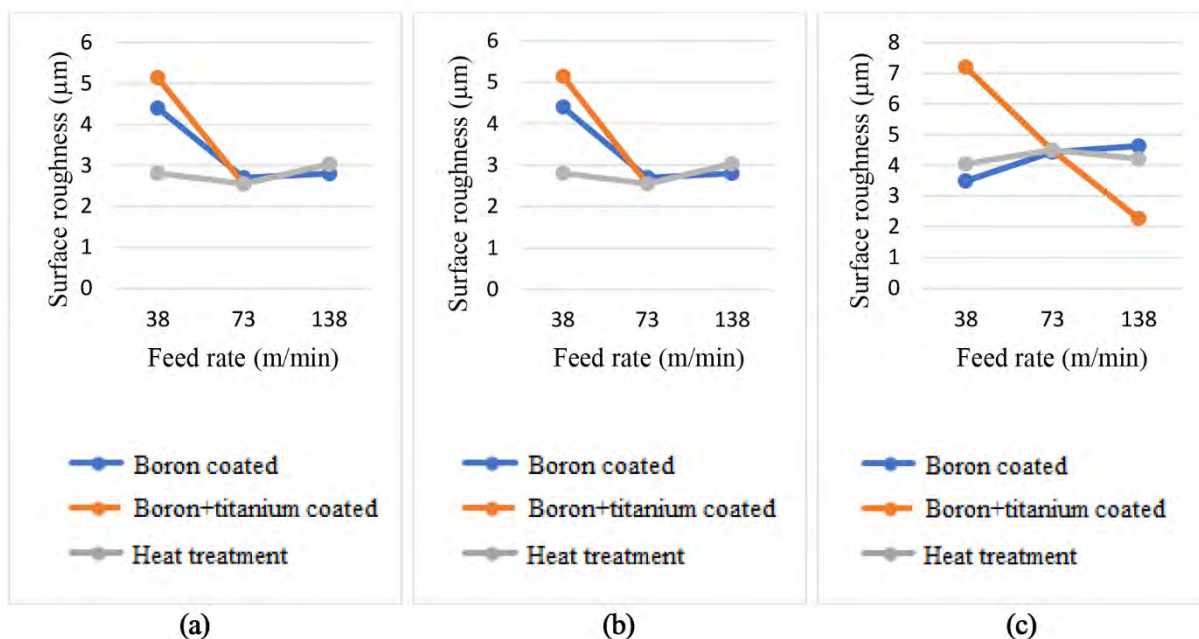 Surface roughness (μm)
6
5
4
3
2
1
0
38 73 138
Feed rate (m/min)
Boron coated
Boron+titanium coated
Heat treatment
(a)
Surface roughness (μm)
6
5
4
3
2
1
0
38 73 138
Feed rate (m/min)
Boron coated
Boron+titanium coated
Heat treatment
(b)
Surface roughness (μm)
8
7
6
5
4
3
2
1
0
38 73 138
Feed rate (m/min)
Boron coated
Boron+titanium coated
Heat treatment
(c)